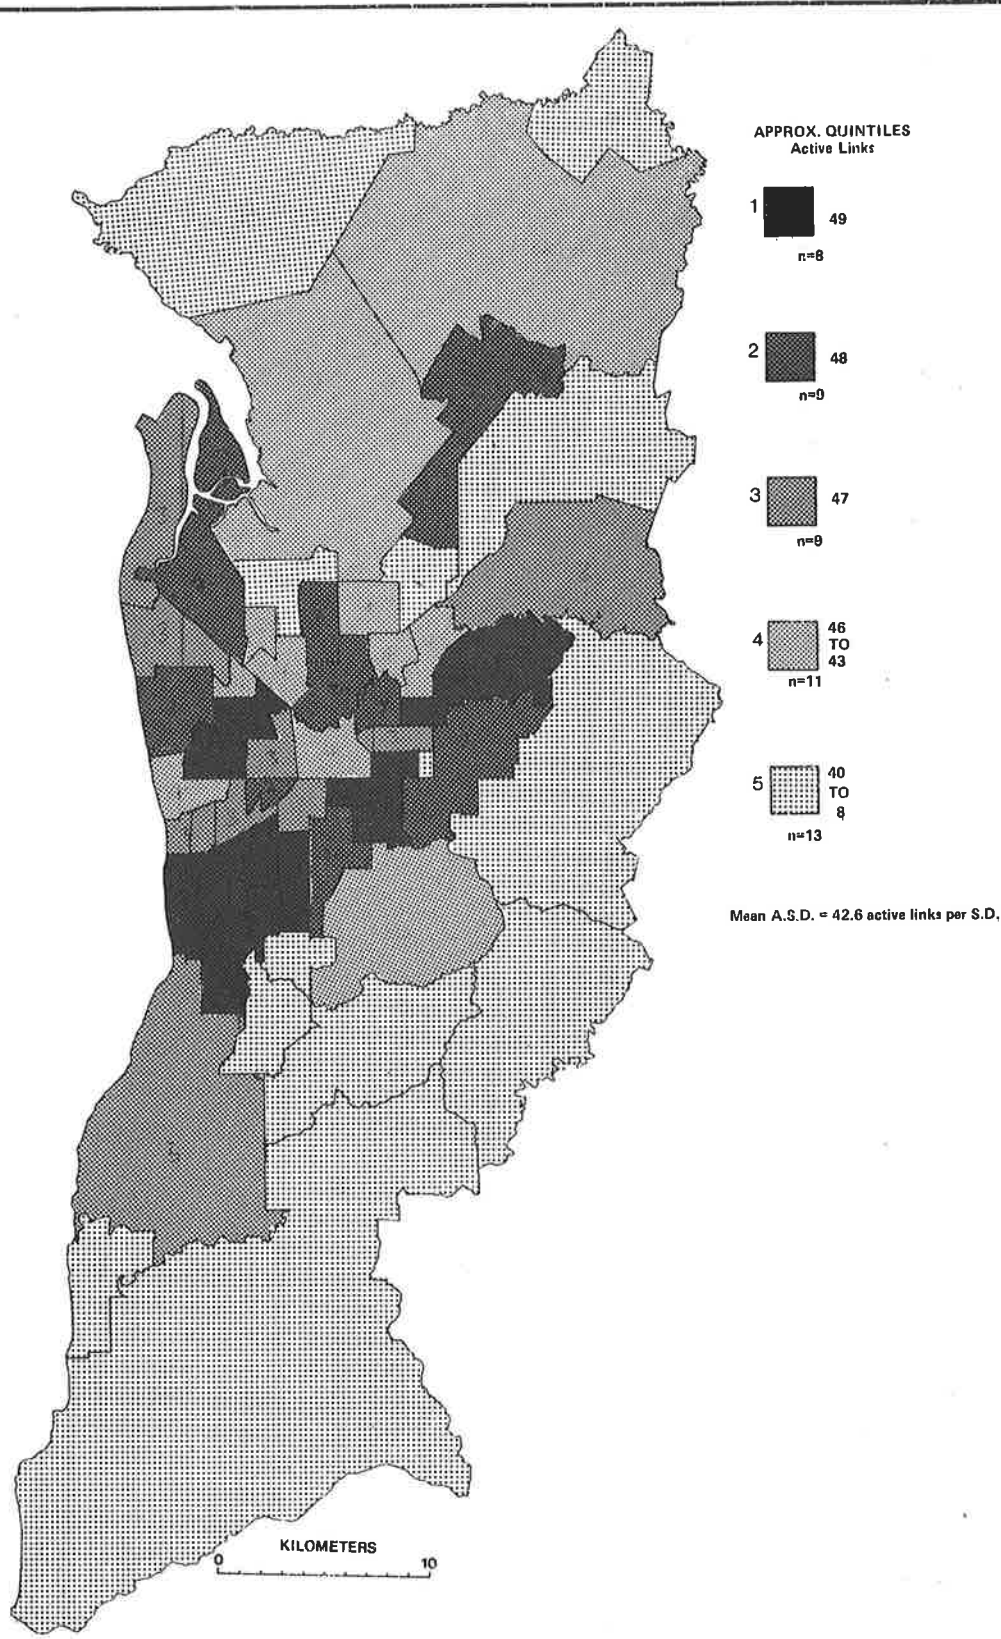 APPROX. QUINTILES
Active Links
1
49
n=8
2
48
n=9
3
47
n=9
4
46
TO
43
n=11
5
40
TO
8
n=13
Mean A.S.D. = 42.6 active links per S.D.
KILOMETERS
0
10